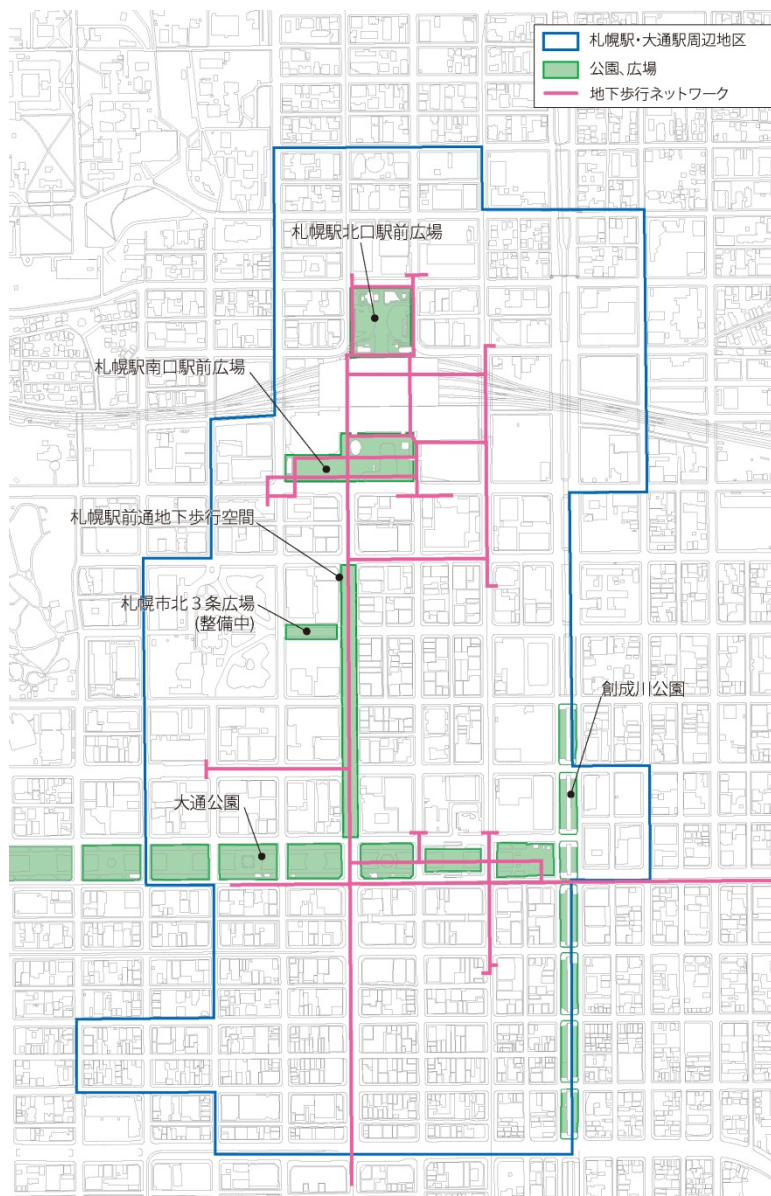 札幌駅・大通駅周辺地区
公園、広場
地下歩行ネットワーク
札幌駅北口駅前広場
札幌駅南口駅前広場
札幌駅前通地下歩行空間
札幌市北３条広場
(整備中)
創成川公園
大通公園